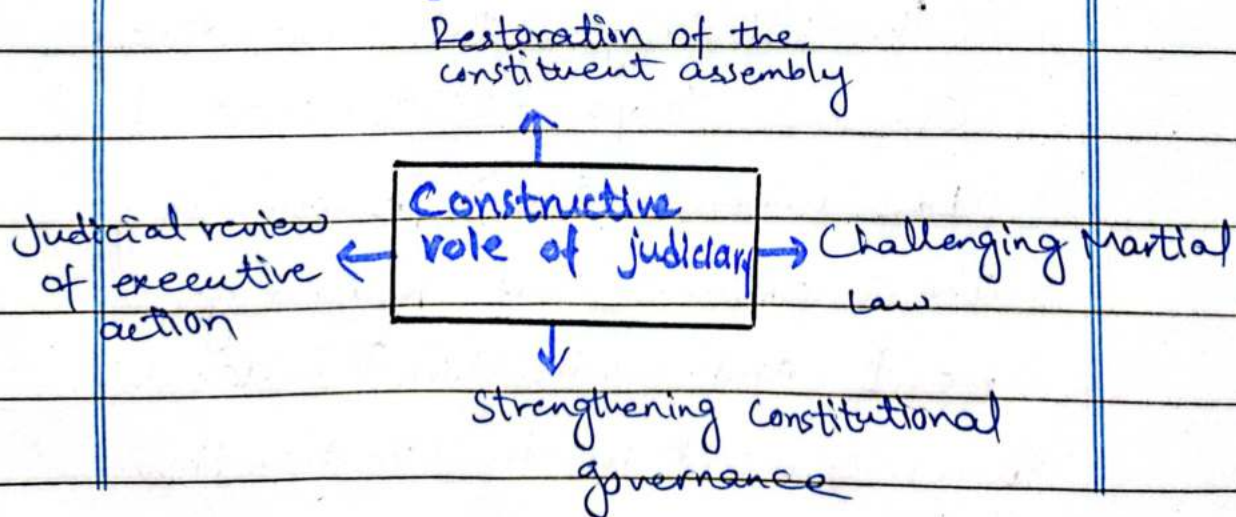 Restoration of the
constituent assembly
Constructive
role of judiciary
Judicial review
of executive
action
Challenging Martial
Law
Strengthening Constitutional
governance